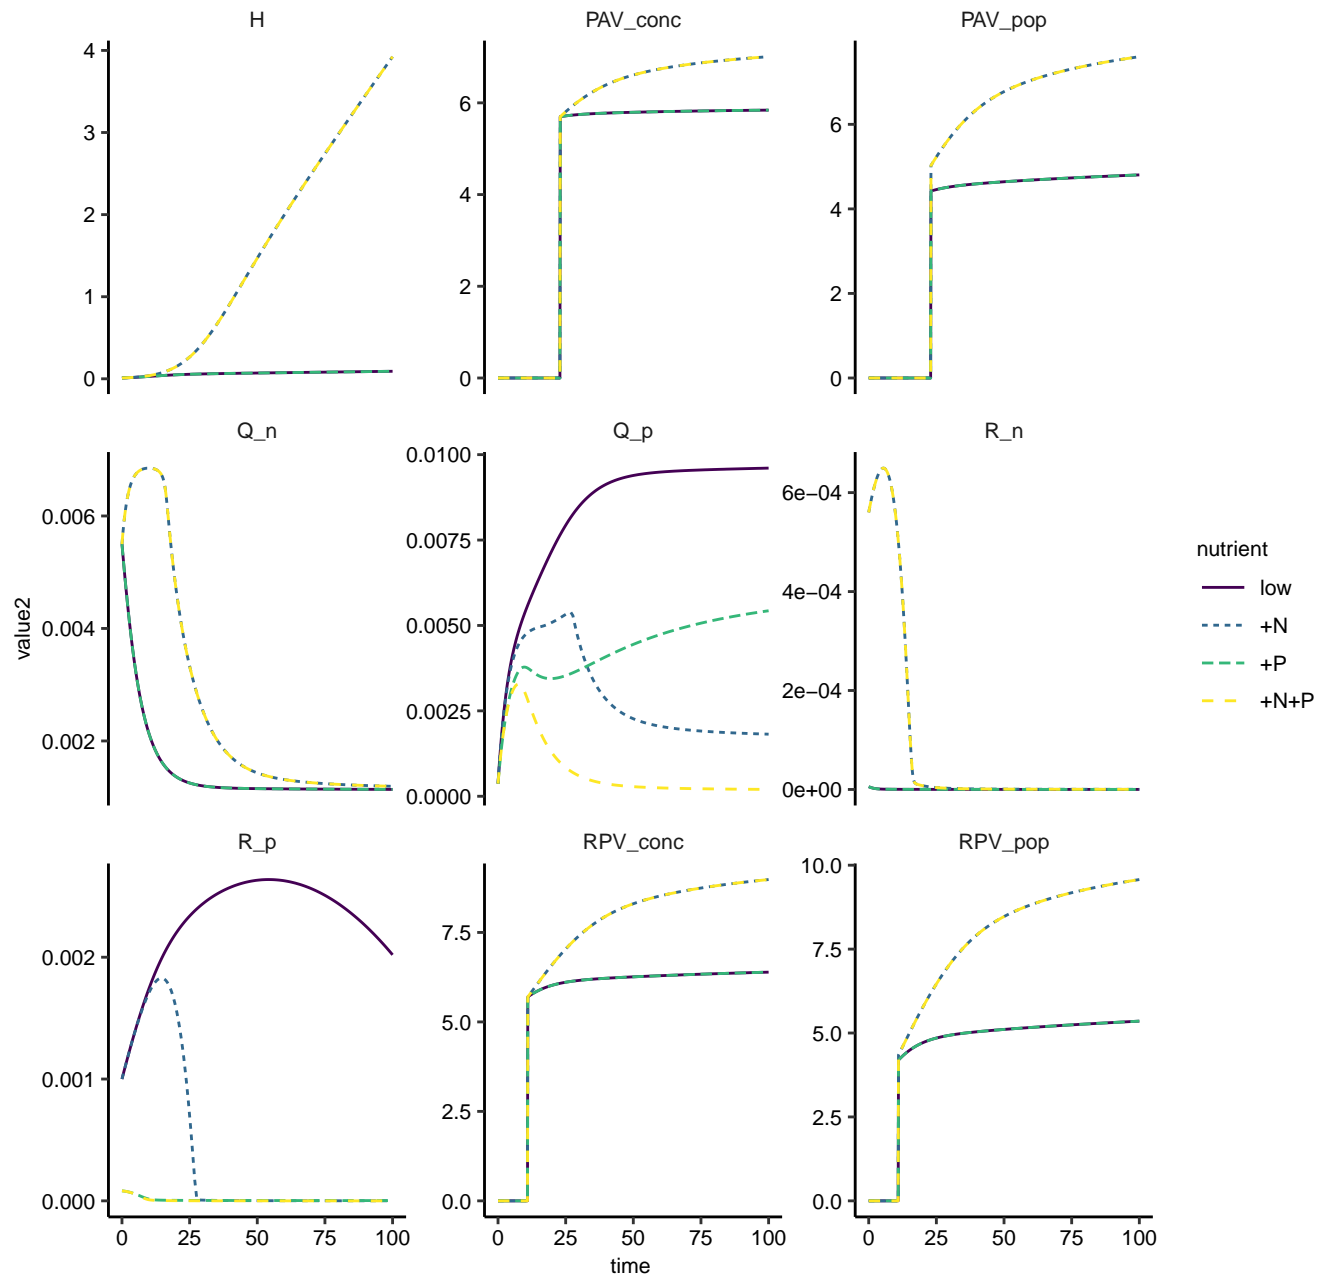 H
PAV_conc
PAV_pop
4
3
2
1
0
6
4
2
0
6
4
2
0
Q_n
Q_p
R_n
0.006
0.004
0.002
0.0100
0.0075
0.0050
0.0025
0.0000
6e−04
4e−04
2e−04
0e+00
value2
nutrient
low
+N
+P
+N+P
R_p
RPV_conc
RPV_pop
0.002
0.001
0.000
7.5
5.0
2.5
0.0
10.0
7.5
5.0
2.5
0.0
0 25 50 75 100
0 25 50 75 100
0 25 50 75 100
time